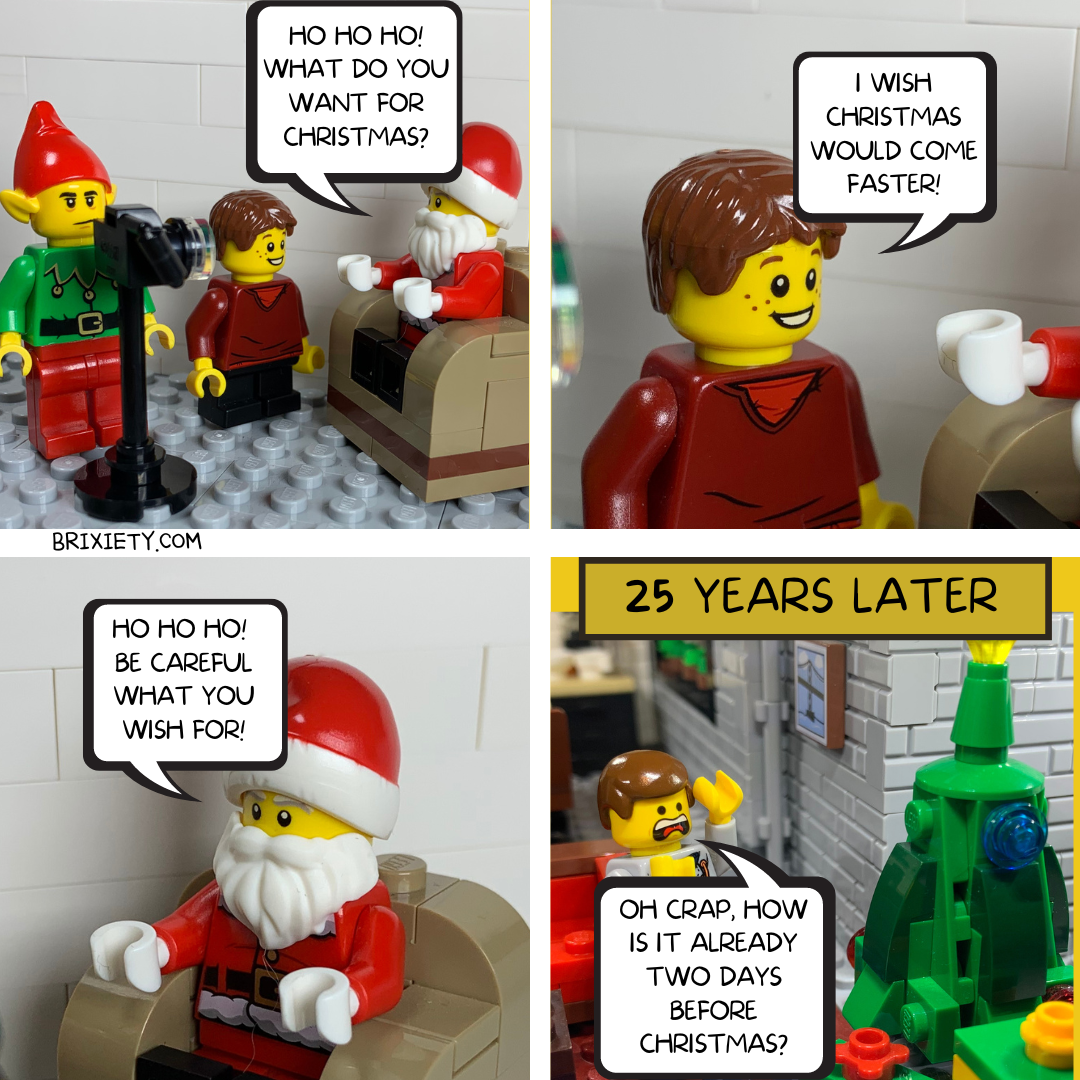 HO HO HO!
WHAT DO YOU
WANT FOR
CHRISTMAS?
I WISH
CHRISTMAS
WOULD COME
FASTER!
BRIXIETY.COM
HO HO HO!
BE CAREFUL
WHAT YOU
WISH FOR!
25 YEARS LATER
OH CRAP, HOW
IS IT ALREADY
TWO DAYS
BEFORE
CHRISTMAS?